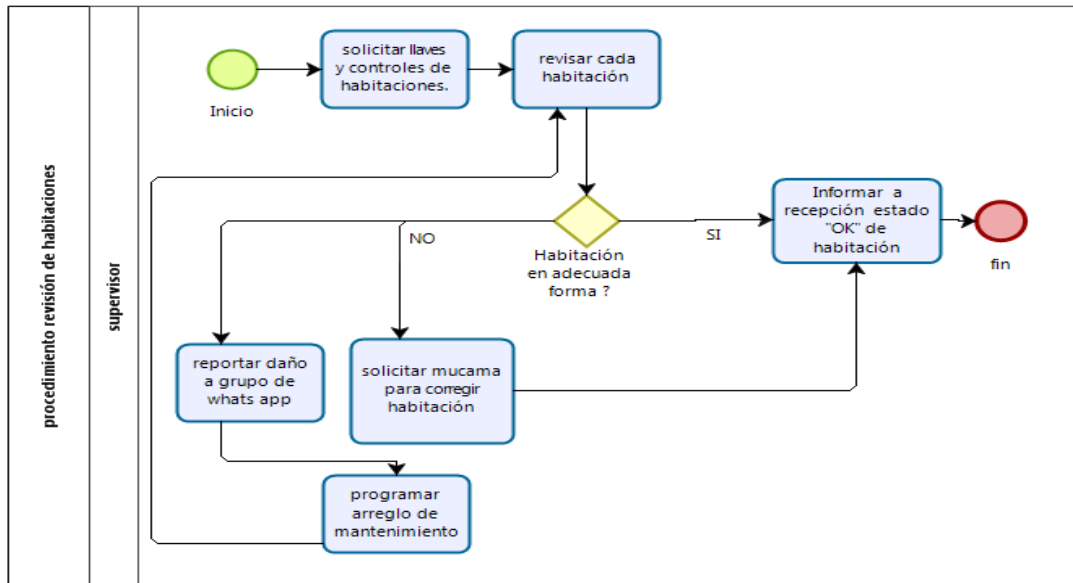 procedimiento revisión de habitaciones
supervisor
Inicio
solicitar llaves
y controles de
habitaciones.
revisar cada
habitación
Habitación
en adecuada
forma ?
NO
SI
Informar a
recepción estado
"OK" de
habitación
fin
reportar daño
a grupo de
whats app
solicitar mucama
para corregir
habitación
programar
arreglo de
mantenimiento